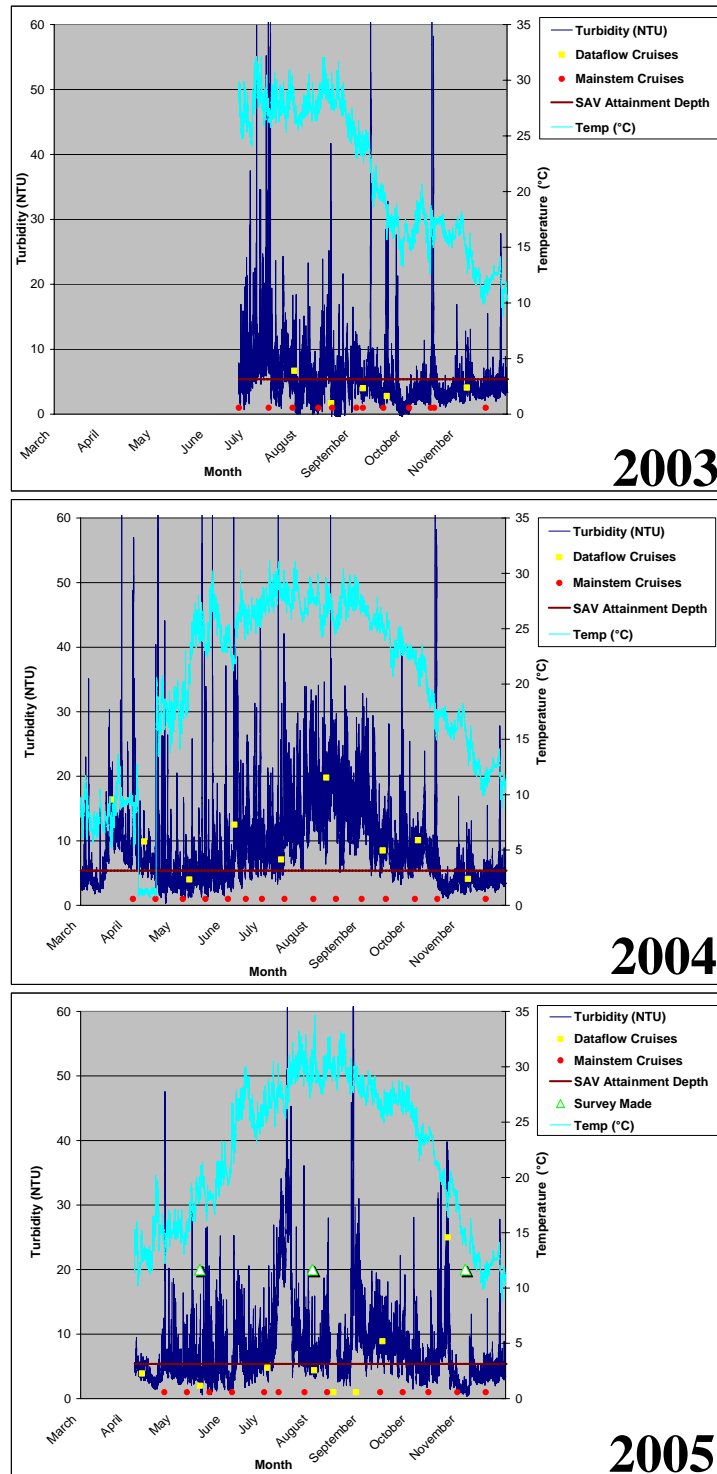 60
50
40
30
20
10
0
Turbidity (NTU)
35
30
25
20
15
10
5
0
Temperature (°C)
March
April
May
June
July
August
September
October
November
Month
Turbidity (NTU)
Dataflow Cruises
Mainstem Cruises
SAV Attainment Depth
Temp (°C)
2003
60
50
40
30
20
10
0
Turbidity (NTU)
35
30
25
20
15
10
5
0
Temperature (°C)
March
April
May
June
July
August
September
October
November
Month
Turbidity (NTU)
Dataflow Cruises
Mainstem Cruises
SAV Attainment Depth
Temp (°C)
2004
60
50
40
30
20
10
0
Turbidity (NTU)
35
30
25
20
15
10
5
0
Temperature (°C)
March
April
May
June
July
August
September
October
November
Month
Turbidity (NTU)
Dataflow Cruises
Mainstem Cruises
SAV Attainment Depth
Survey Made
Temp (°C)
2005